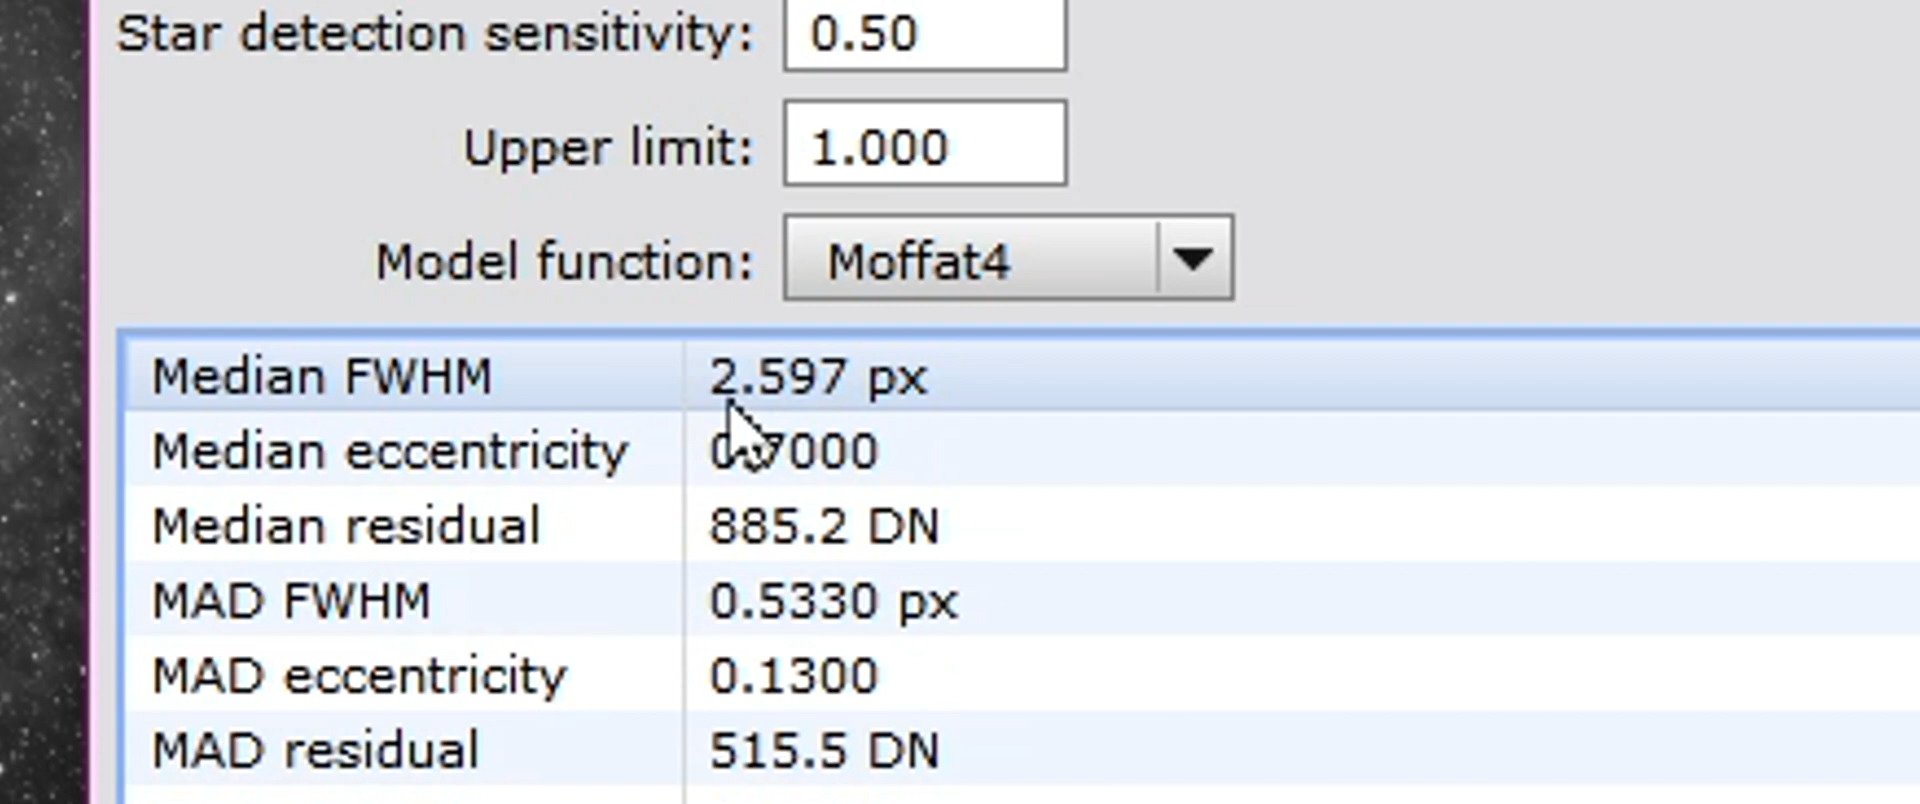 Star detection sensitivity: 0.50
Upper limit: 1.000
Model function: Moffat4
Median FWHM 2.597 px
Median eccentricity 0.7000
Median residual 885.2 DN
MAD FWHM 0.5330 px
MAD eccentricity 0.1300
MAD residual 515.5 DN